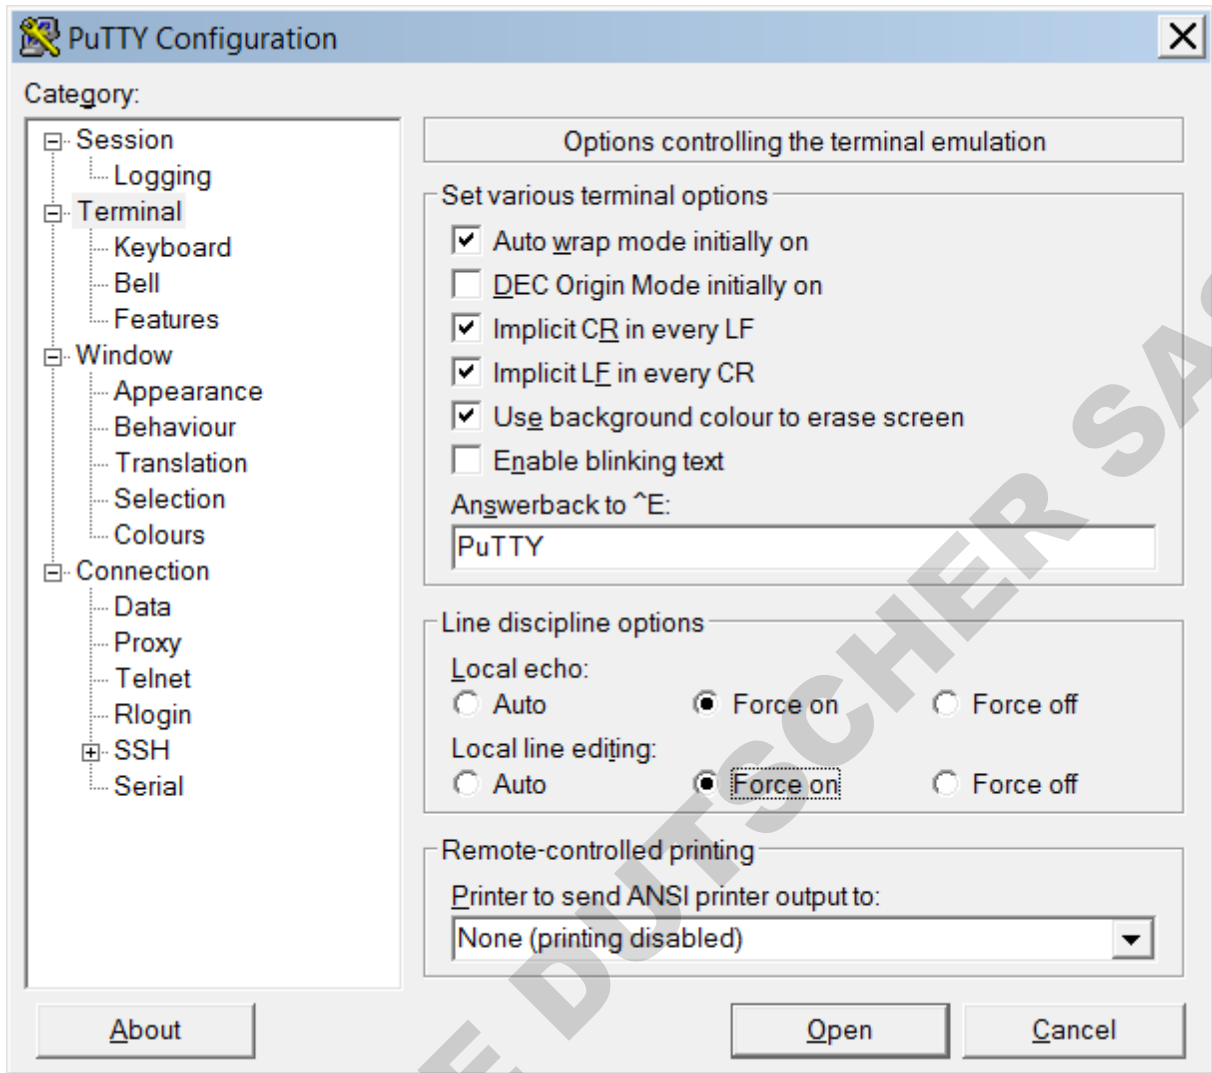 PuTTY Configuration
Category:
Session
Logging
Terminal
Keyboard
Bell
Features
Window
Appearance
Behaviour
Translation
Selection
Colours
Connection
Data
Proxy
Telnet
Rlogin
SSH
Serial
Options controlling the terminal emulation
Set various terminal options
Auto wrap mode initially on
DEC Origin Mode initially on
Implicit CR in every LF
Implicit LF in every CR
Use background colour to erase screen
Enable blinking text
Answerback to ^E:
PuTTY
Line discipline options
Local echo:
Auto Force on Force off
Local line editing:
Auto Force on Force off
Remote-controlled printing
Printer to send ANSI printer output to:
None (printing disabled)
About Open Cancel
DUTSCHER